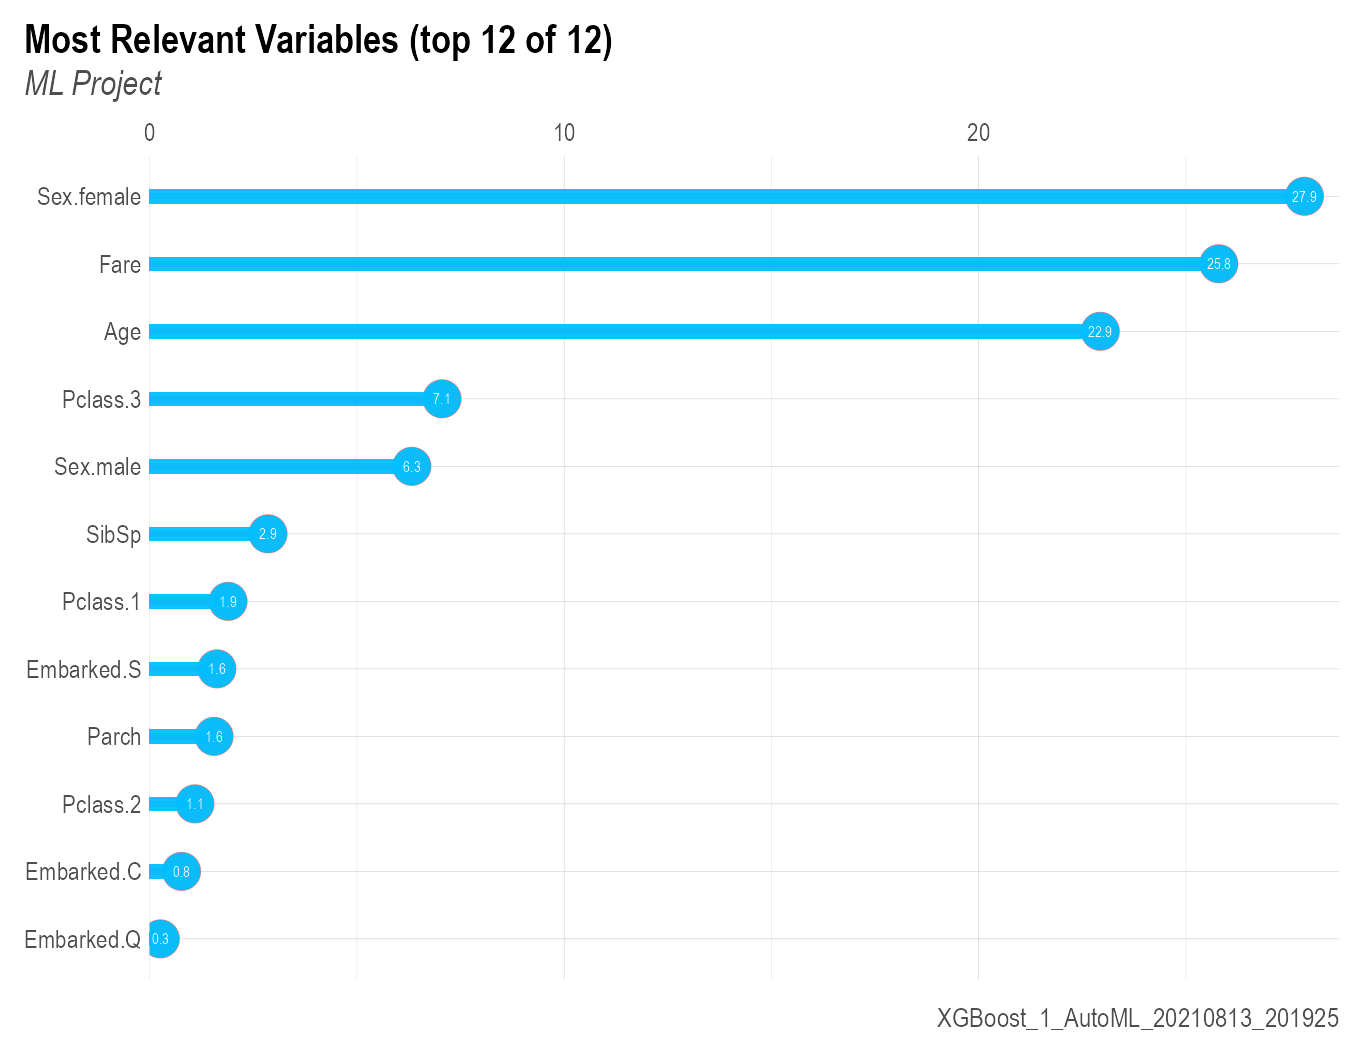 Most Relevant Variables (top 12 of 12)
ML Project
0 10 20
Sex.female 27.9
Fare 25.8
Age 22.9
Pclass.3 7.1
Sex.male 6.3
SibSp 2.9
Pclass.1 1.9
Embarked.S 1.6
Parch 1.6
Pclass.2 1.1
Embarked.C 0.8
Embarked.Q 0.3
XGBoost_1_AutoML_20210813_201925